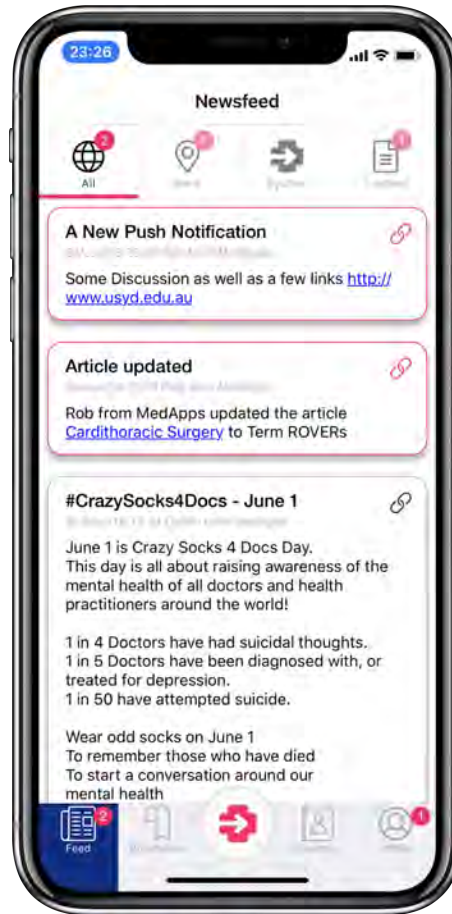 23:26
Newsfeed
2
1
All
A New Push Notification
Some Discussion as well as a few links http://
www.usyd.edu.au
Article updated
Rob from MedApps updated the article
Cardithoracic Surgery to Term ROVERs
#CrazySocks4Docs - June 1
June 1 is Crazy Socks 4 Docs Day.
This day is all about raising awareness of the
mental health of all doctors and health
practitioners around the world!
1 in 4 Doctors have had suicidal thoughts.
1 in 5 Doctors have been diagnosed with, or
treated for depression.
1 in 50 have attempted suicide.
Wear odd socks on June 1
To remember those who have died
To start a conversation around our
mental health
2
1
Feed